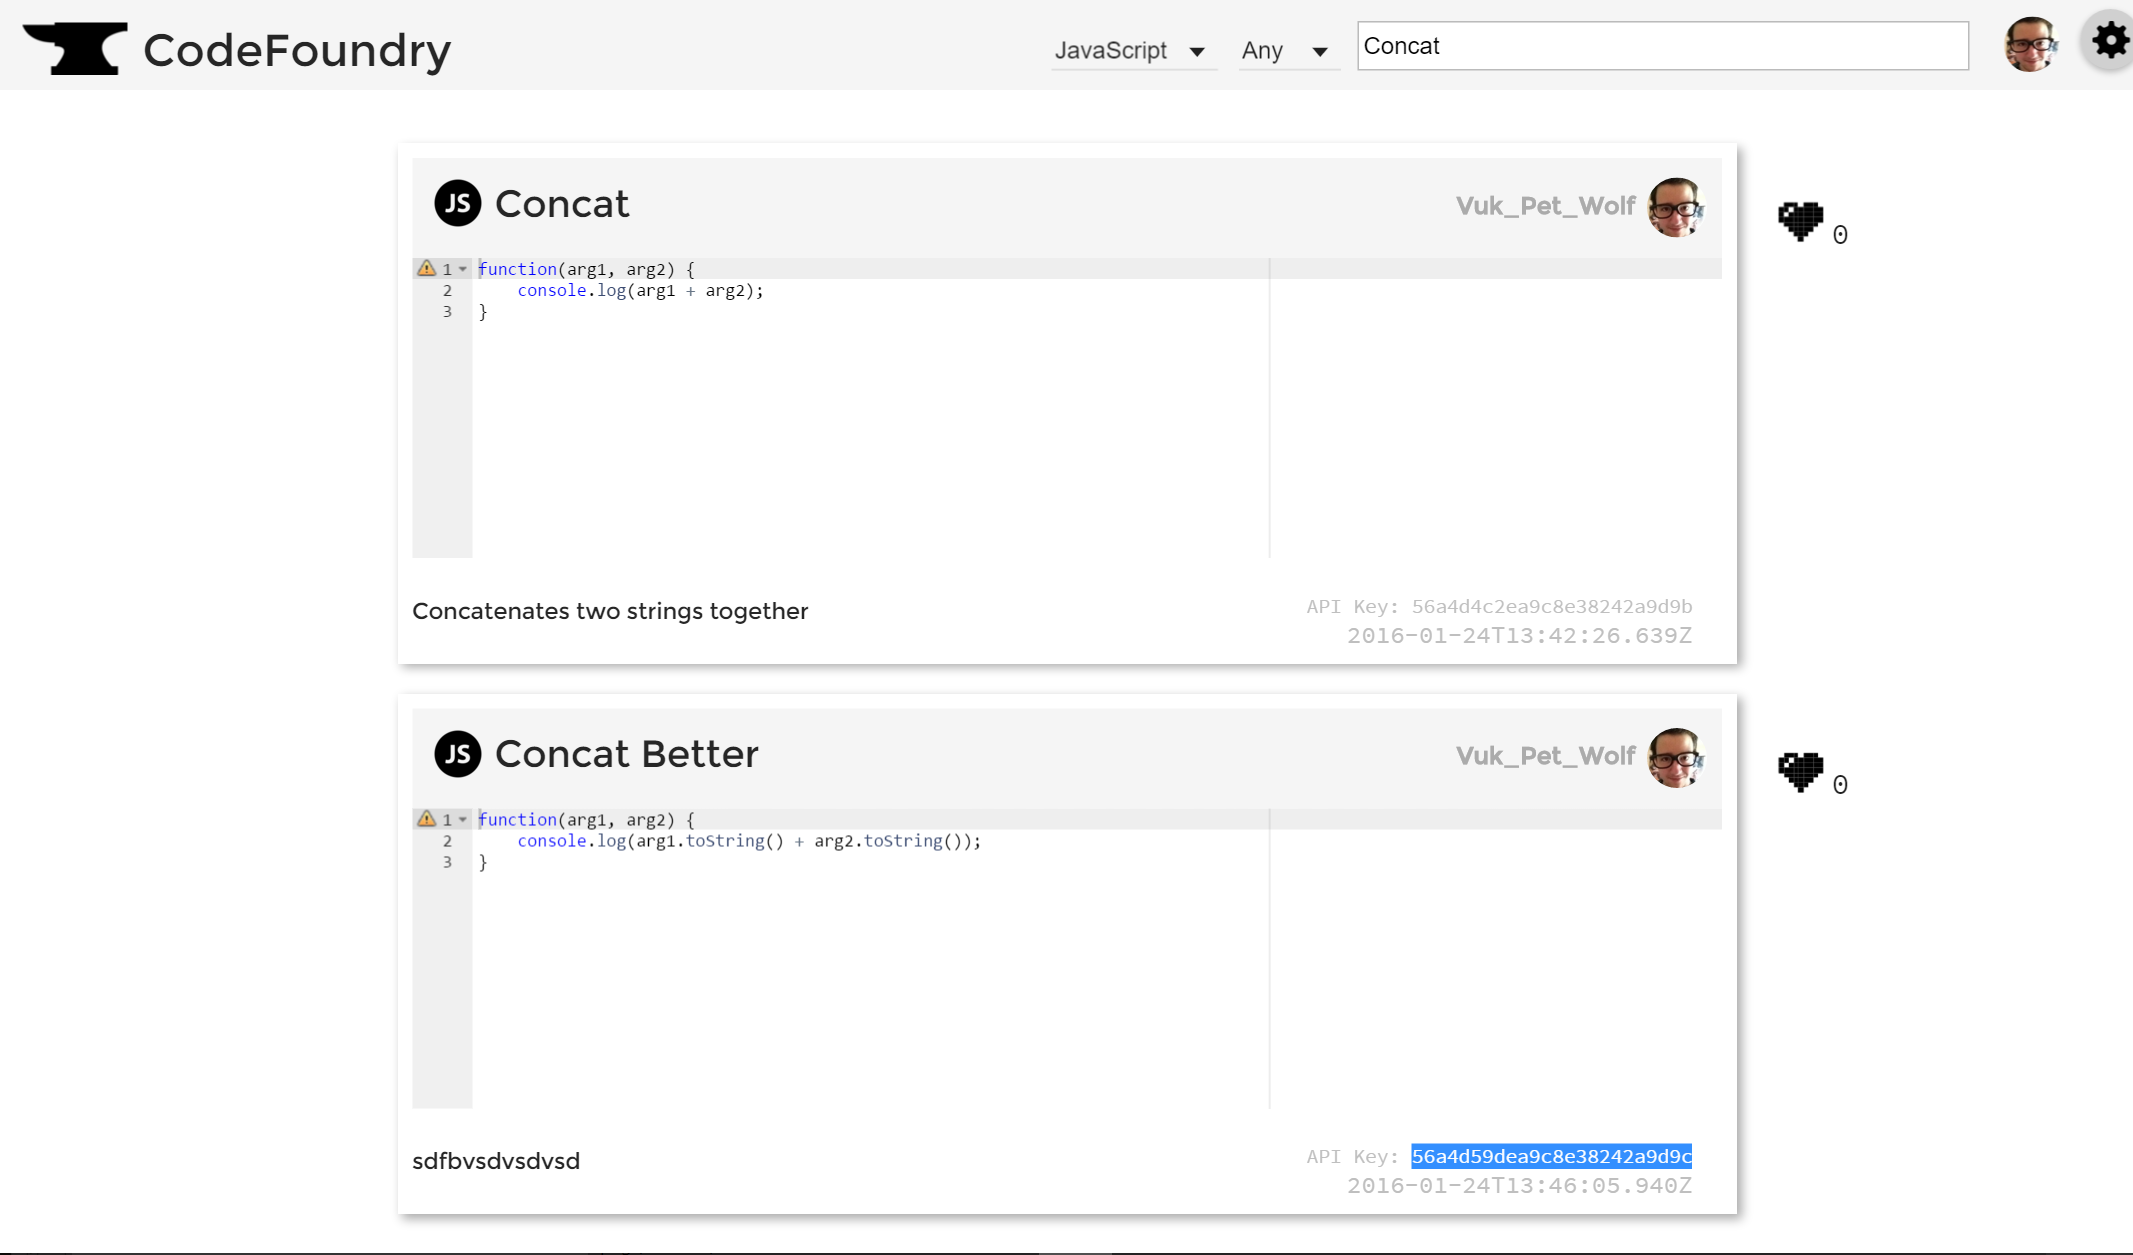 CodeFoundry
JavaScript Any Concat
JS Concat Vuk_Pet_Wolf
0
1 function(arg1, arg2) {
2 console.log(arg1 + arg2);
3 }
Concatenates two strings together
API Key: 56a4d4c2ea9c8e38242a9d9b
2016-01-24T13:42:26.639Z
JS Concat Better Vuk_Pet_Wolf
0
1 function(arg1, arg2) {
2 console.log(arg1.toString() + arg2.toString());
3 }
sdfbvsdvsdvsd
API Key: 56a4d59dea9c8e38242a9d9c
2016-01-24T13:46:05.940Z